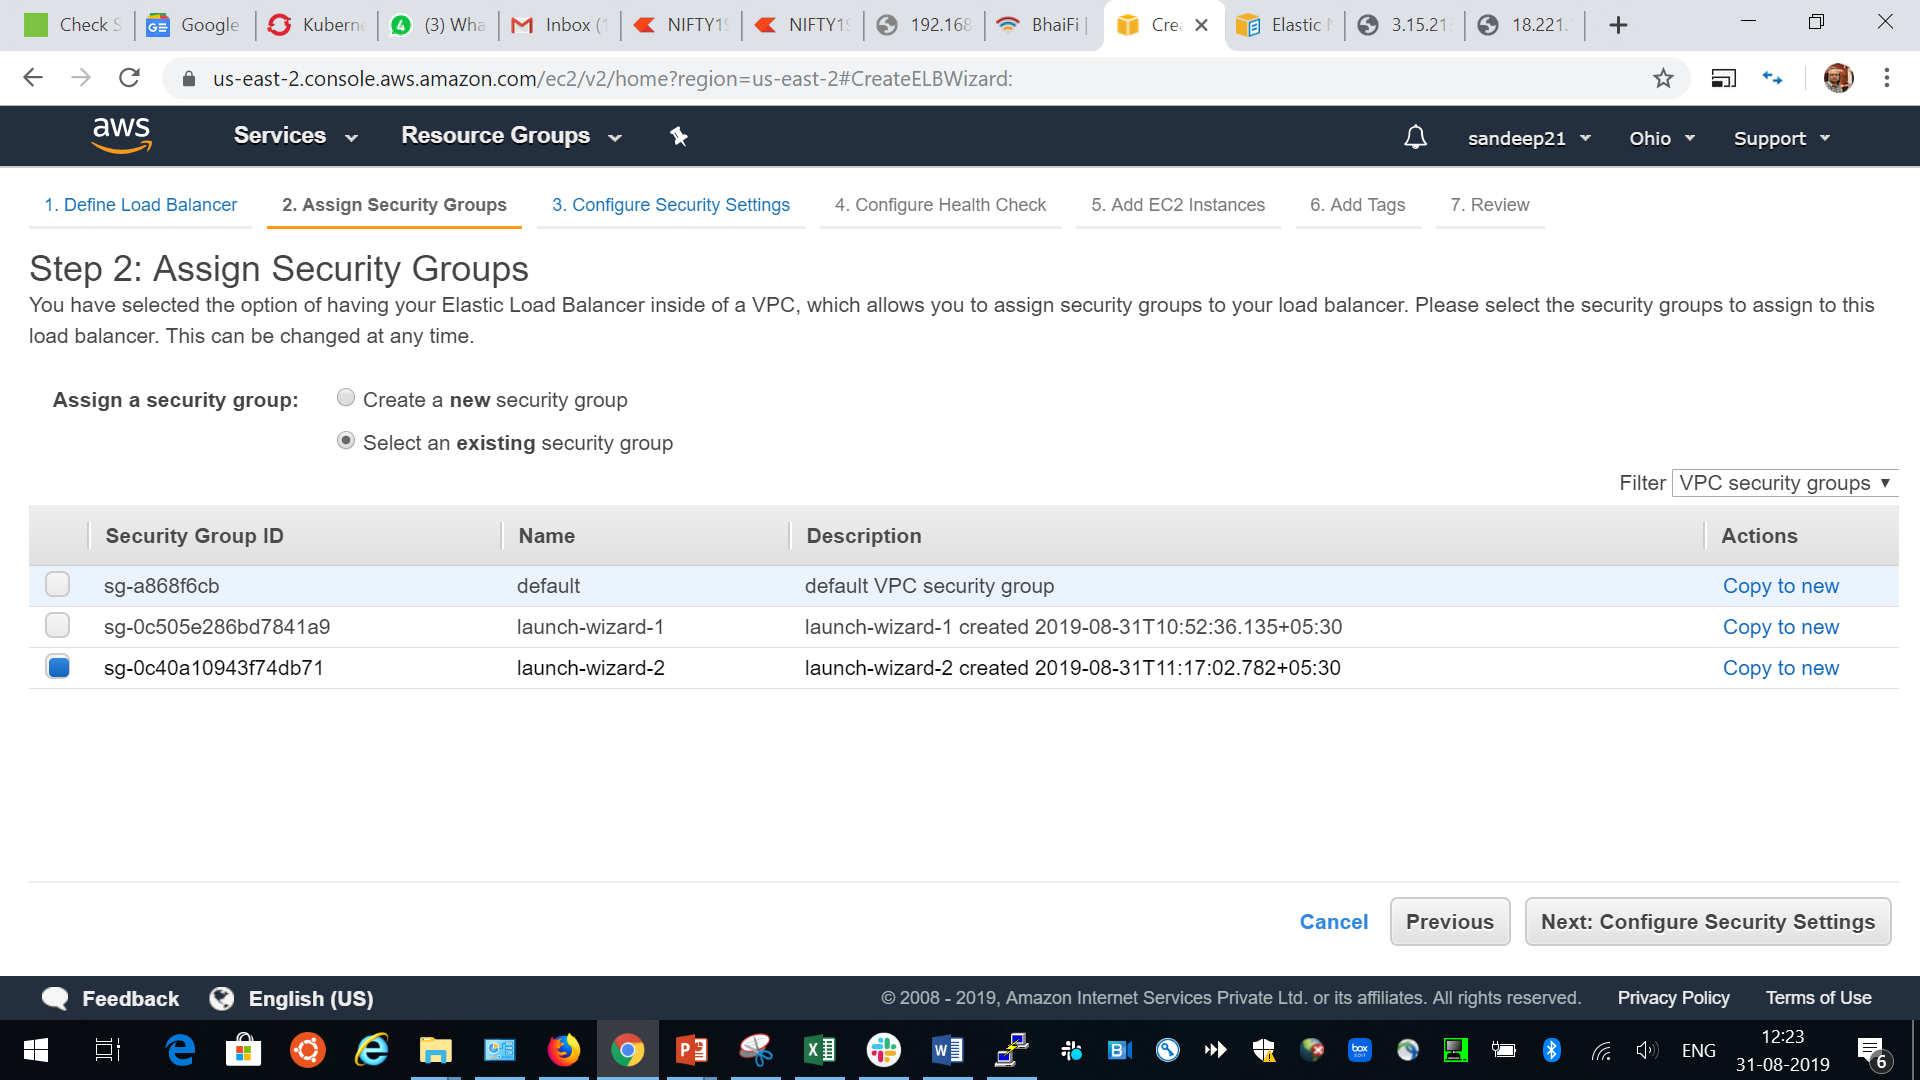 Check S
Google
Kuberne
(3) Wha
Inbox (1
NIFTY19
NIFTY19
192.168
BhaiFi |
Crea
Elastic N
3.15.21
18.221.
us-east-2.console.aws.amazon.com/ec2/v2/home?region=us-east-2#CreateELBWizard:
aws
Services
Resource Groups
sandeep21
Ohio
Support
1. Define Load Balancer
2. Assign Security Groups
3. Configure Security Settings
4. Configure Health Check
5. Add EC2 Instances
6. Add Tags
7. Review
Step 2: Assign Security Groups
You have selected the option of having your Elastic Load Balancer inside of a VPC, which allows you to assign security groups to your load balancer. Please select the security groups to assign to this
load balancer. This can be changed at any time.
Assign a security group:
Create a new security group
Select an existing security group
Filter VPC security groups
Security Group ID Name Description Actions
sg-a868f6cb default default VPC security group Copy to new
sg-0c505e286bd7841a9 launch-wizard-1 launch-wizard-1 created 2019-08-31T10:52:36.135+05:30 Copy to new
sg-0c40a10943f74db71 launch-wizard-2 launch-wizard-2 created 2019-08-31T11:17:02.782+05:30 Copy to new
Cancel
Previous
Next: Configure Security Settings
Feedback
English (US)
© 2008 - 2019, Amazon Internet Services Private Ltd. or its affiliates. All rights reserved.
Privacy Policy
Terms of Use
ENG
12:23
31-08-2019
6